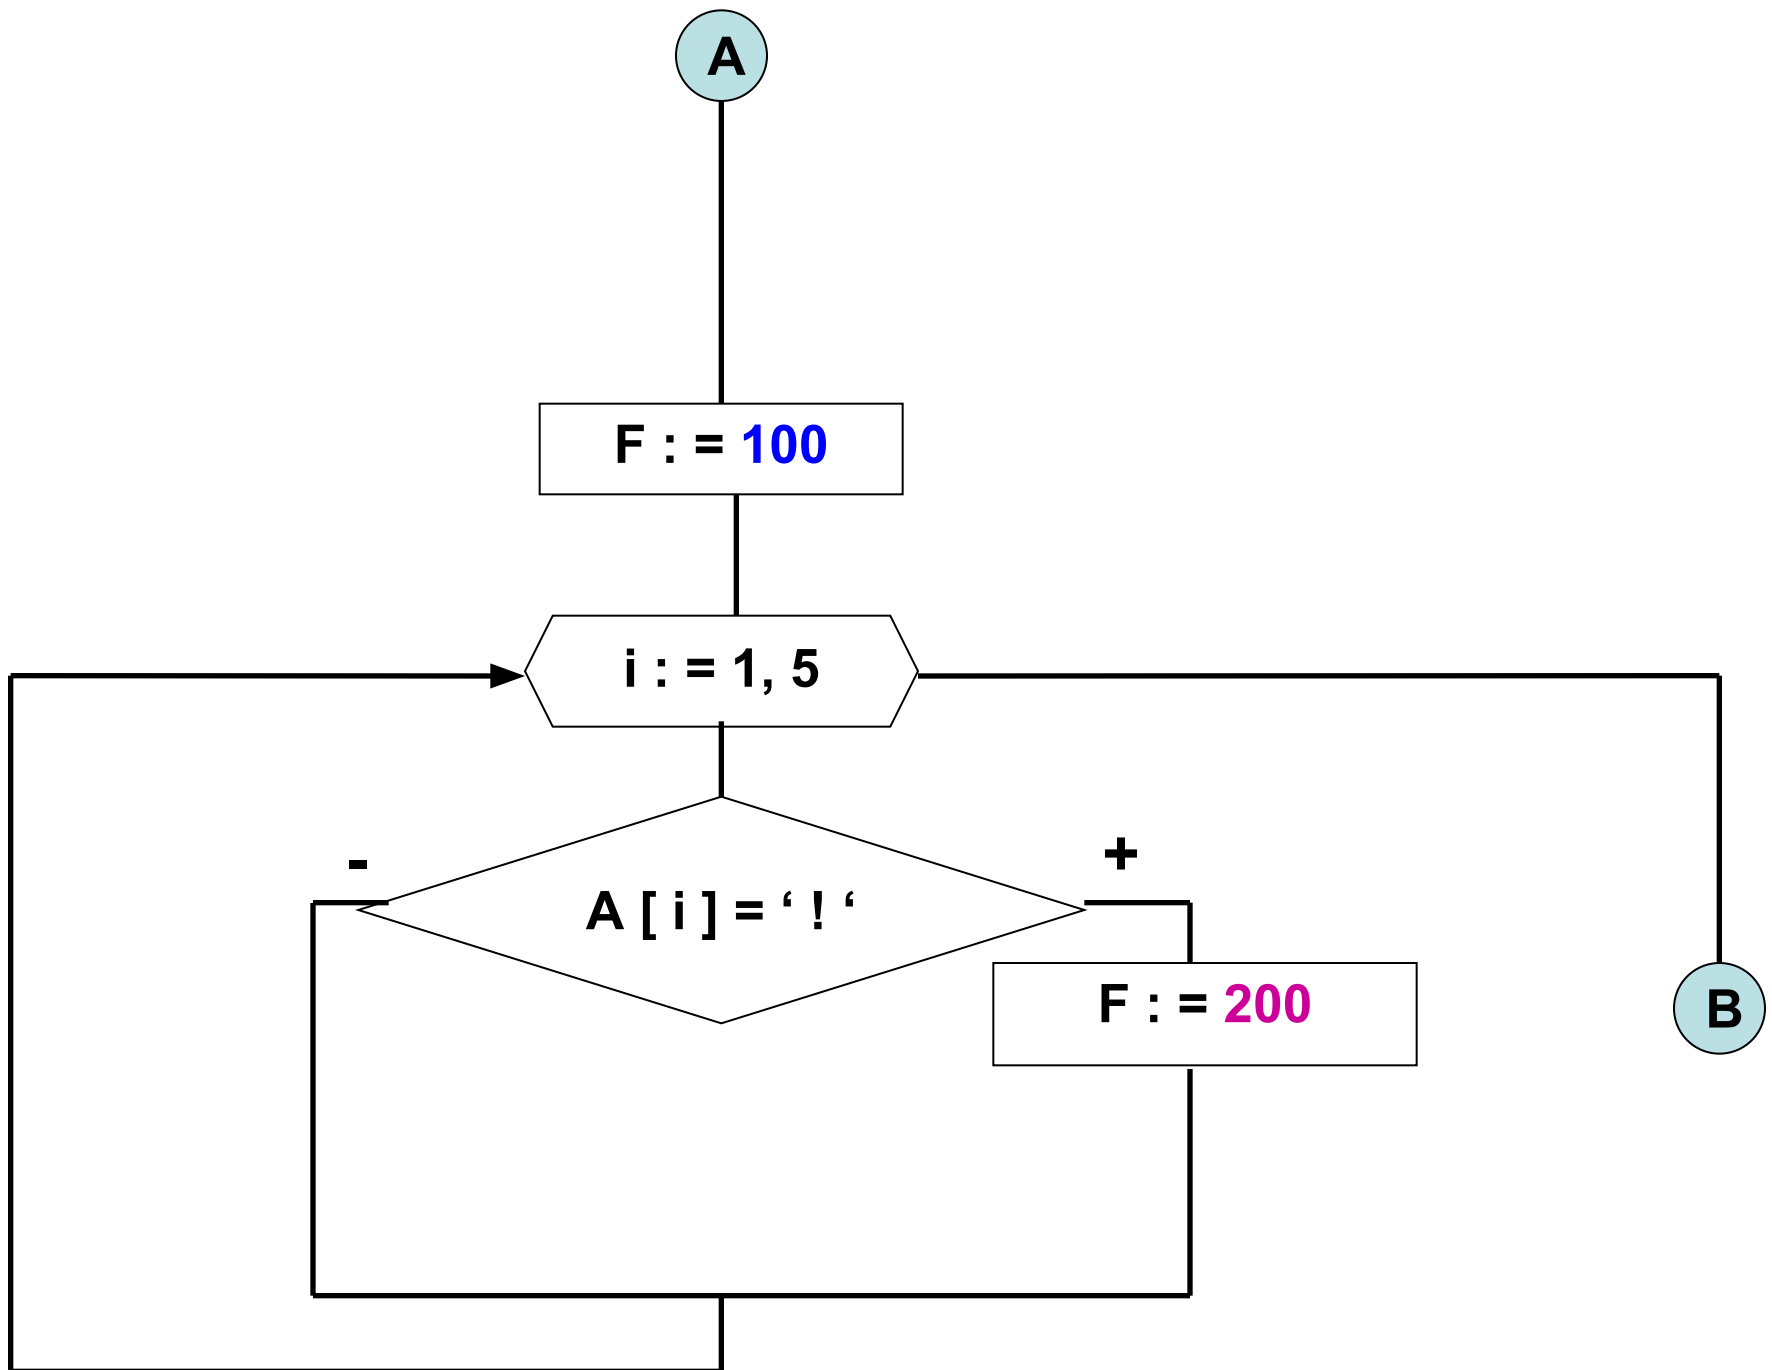 A
F : = 100
i : = 1, 5
-
+
A [ i ] = ‘ ! ‘
F : = 200
B